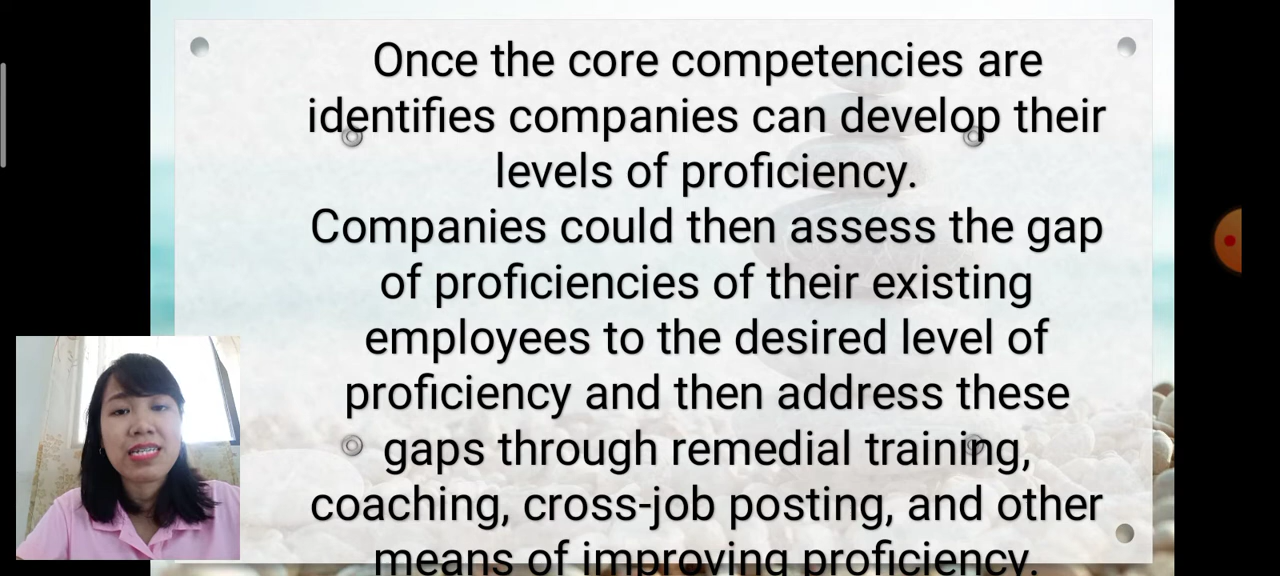 Once the core competencies are
identifies companies can develop their
levels of proficiency.
Companies could then assess the gap
of proficiencies of their existing
employees to the desired level of
proficiency and then address these
gaps through remedial training,
coaching, cross-job posting, and other
means of improving proficiency.